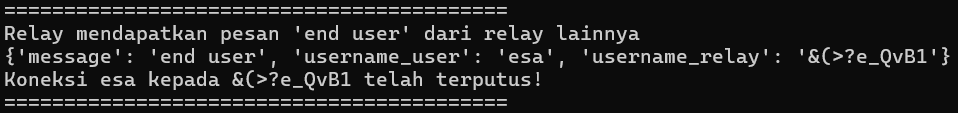 ==========================================
Relay mendapatkan pesan 'end user' dari relay lainnya
{'message': 'end user', 'username_user': 'esa', 'username_relay': '&(>?e_QvB1'}
Koneksi esa kepada &(>?e_QvB1 telah terputus!
==========================================